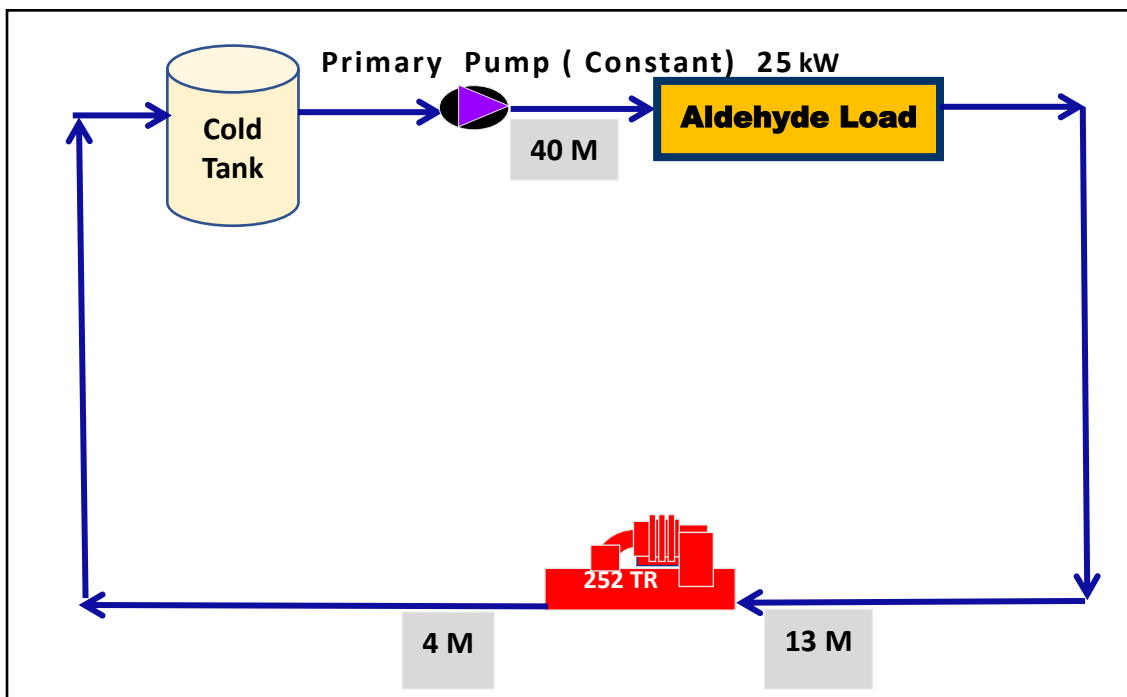 Primary Pump ( Constant) 25 kW
Cold
Tank
40 M
Aldehyde Load
252 TR
4 M
13 M